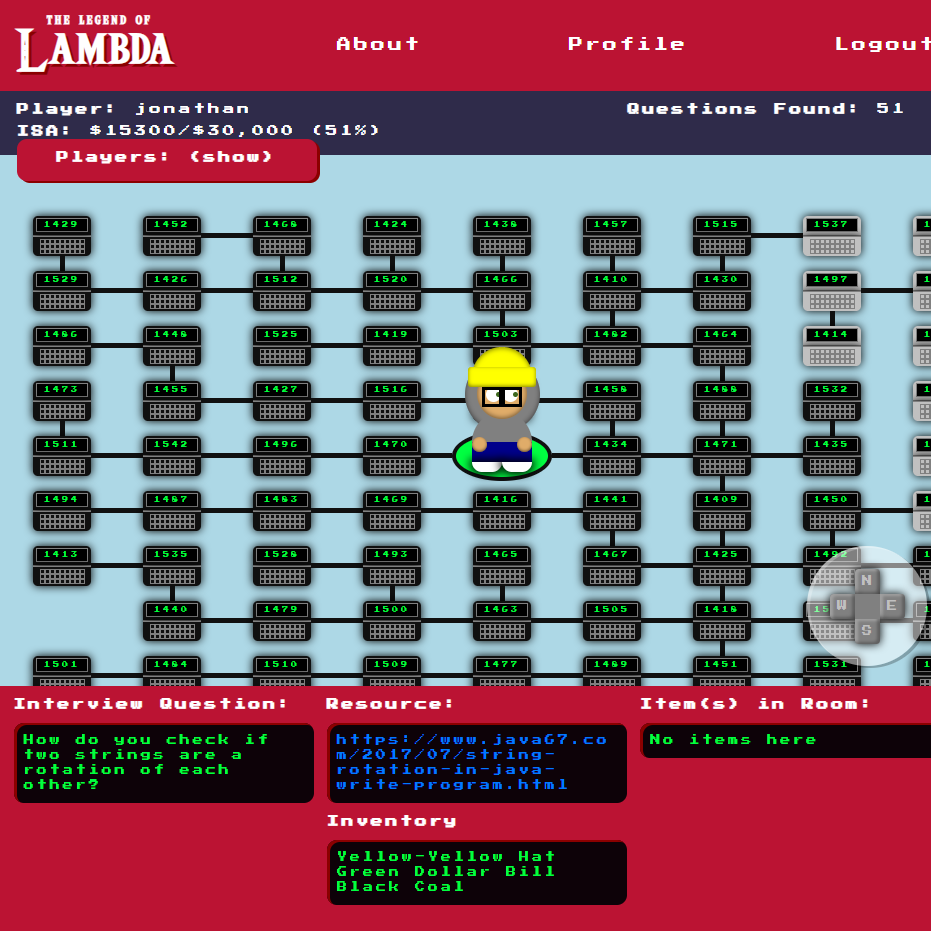 THE LEGEND OF
LAMBDA
About Profile Logout
Player: jonathan Questions Found: 51
ISA: $15300/$30,000 (51%)
Players: (show)
1429 1452 1460 1424 1438 1457 1515 1537
1529 1426 1512 1520 1466 1410 1430 1497
1486 1448 1525 1419 1503 1482 1464 1414
1473 1455 1427 1516 1458 1488 1532
1511 1542 1496 1470 1434 1471 1435
1494 1487 1483 1469 1416 1441 1409 1450
1413 1535 1528 1493 1465 1467 1425 1492
N
1440 1479 1500 1463 1505 1418
W E
S
1501 1484 1510 1509 1477 1489 1451 1531
Interview Question: Resource: Item(s) in Room:
How do you check if
two strings are a
rotation of each
other?
https://www.java67.co
m/2017/07/string-
rotation-in-java-
write-program.html
No items here
Inventory
Yellow-Yellow Hat
Green Dollar Bill
Black Coal